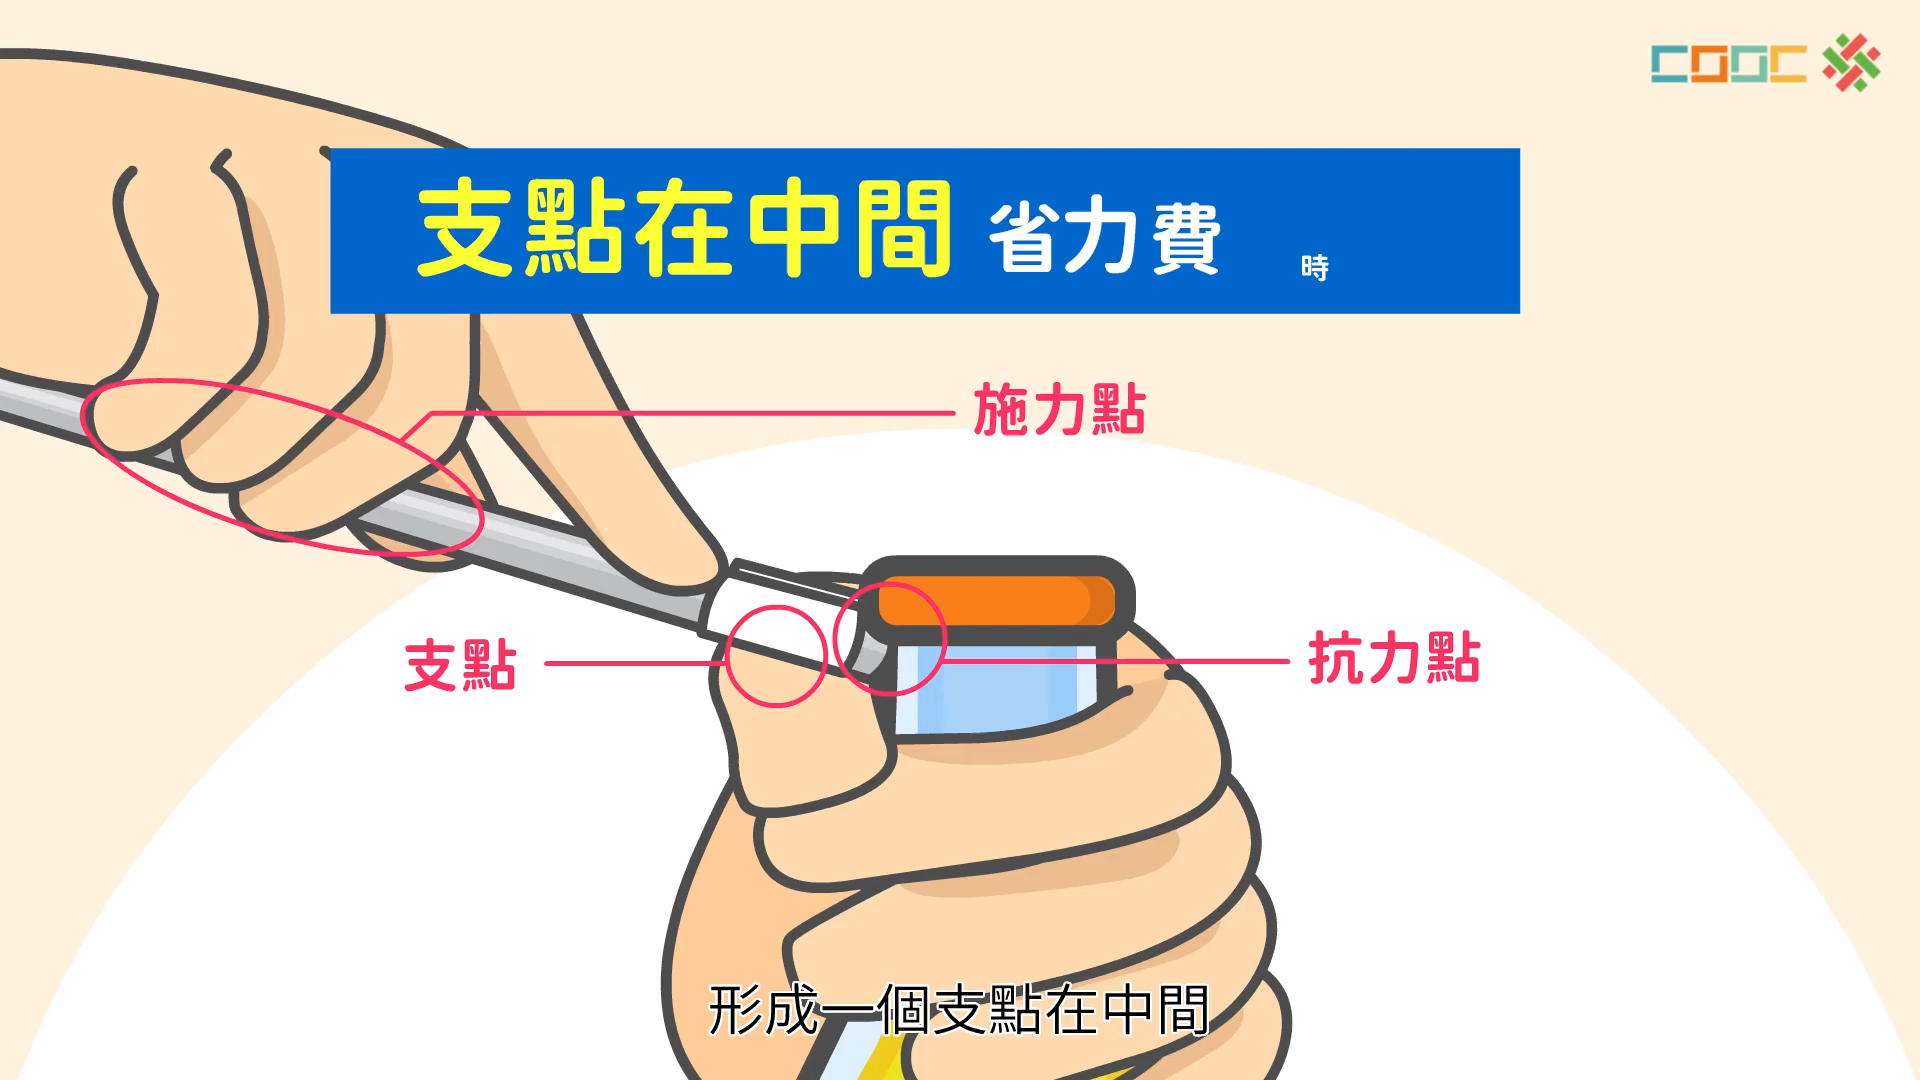 COOC
支點在中間 省力費 時
施力點
支點
抗力點
形成一個支點在中間